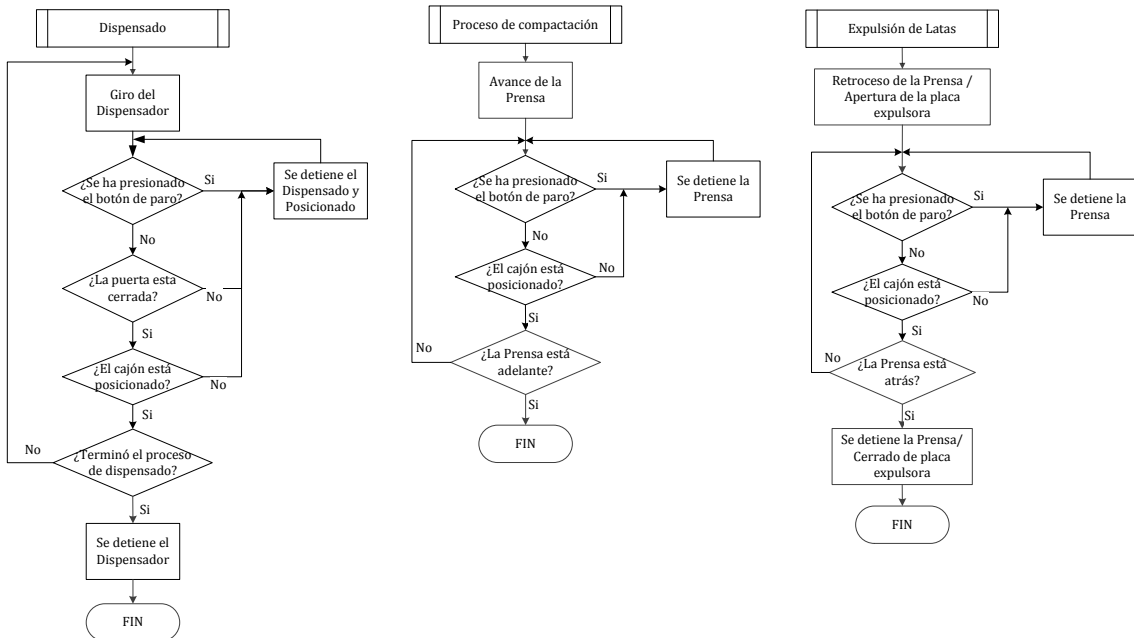 Dispensado
Giro del
Dispensador
¿Se ha presionado
el botón de paro?
Si
Se detiene el
Dispensado y
Posicionado
No
¿La puerta esta
cerrada?
No
Si
¿El cajón está
posicionado?
No
Si
¿Terminó el proceso
de dispensado?
No
Si
Se detiene el
Dispensador
FIN
Proceso de compactación
Avance de la
Prensa
¿Se ha presionado
el botón de paro?
Si
Se detiene la
Prensa
No
¿El cajón está
posicionado?
No
Si
¿La Prensa está
adelante?
No
Si
FIN
Expulsión de Latas
Retroceso de la Prensa /
Apertura de la placa
expulsora
¿Se ha presionado
el botón de paro?
Si
Se detiene la
Prensa
No
¿El cajón está
posicionado?
No
Si
¿La Prensa está
atrás?
No
Si
Se detiene la Prensa/
Cerrado de placa
expulsora
FIN